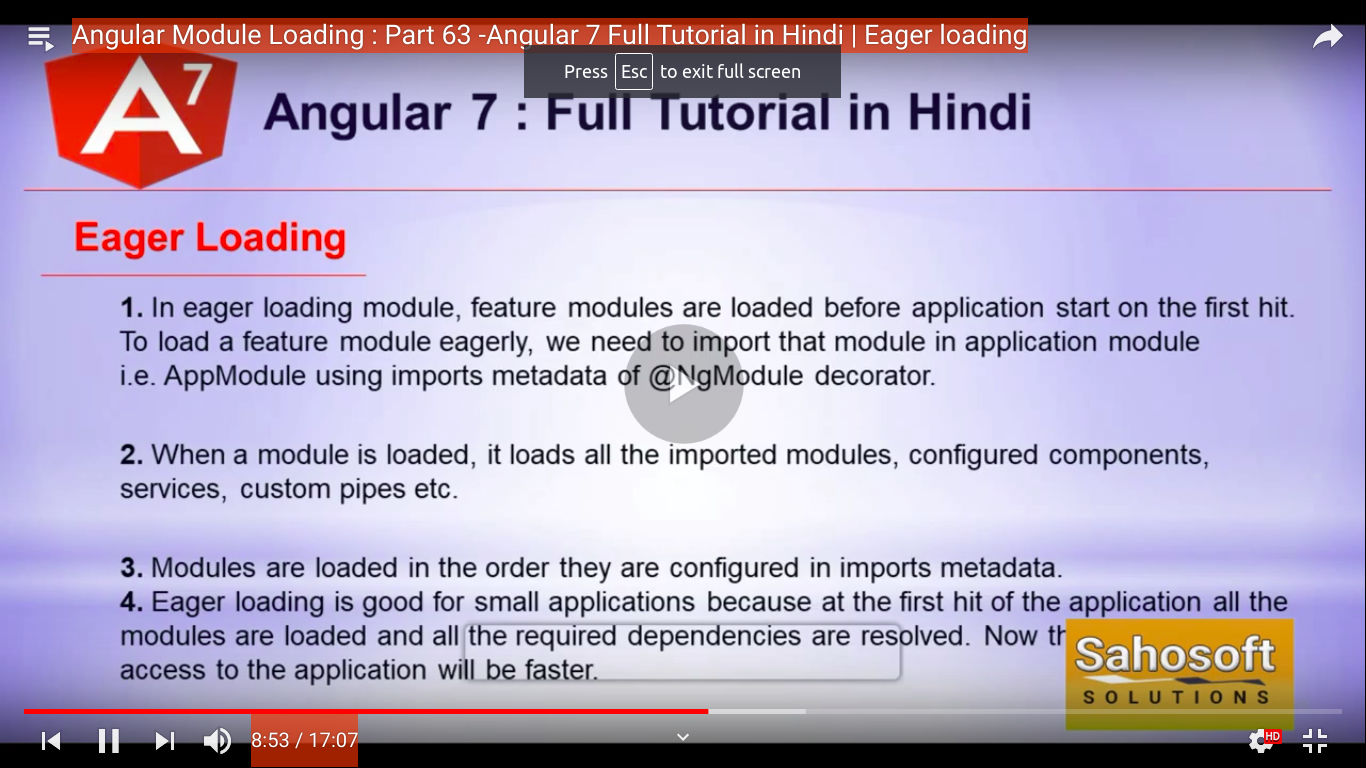 Angular Module Loading : Part 63 -Angular 7 Full Tutorial in Hindi | Eager loading
Press Esc to exit full screen
A7
Angular 7 : Full Tutorial in Hindi
Eager Loading
1. In eager loading module, feature modules are loaded before application start on the first hit.
To load a feature module eagerly, we need to import that module in application module
i.e. AppModule using imports metadata of @NgModule decorator.
2. When a module is loaded, it loads all the imported modules, configured components,
services, custom pipes etc.
3. Modules are loaded in the order they are configured in imports metadata.
4. Eager loading is good for small applications because at the first hit of the application all the
modules are loaded and all the required dependencies are resolved. Now
access to the application will be faster.
Sahosoft
SOLUTIONS
8:53 / 17:07
HD